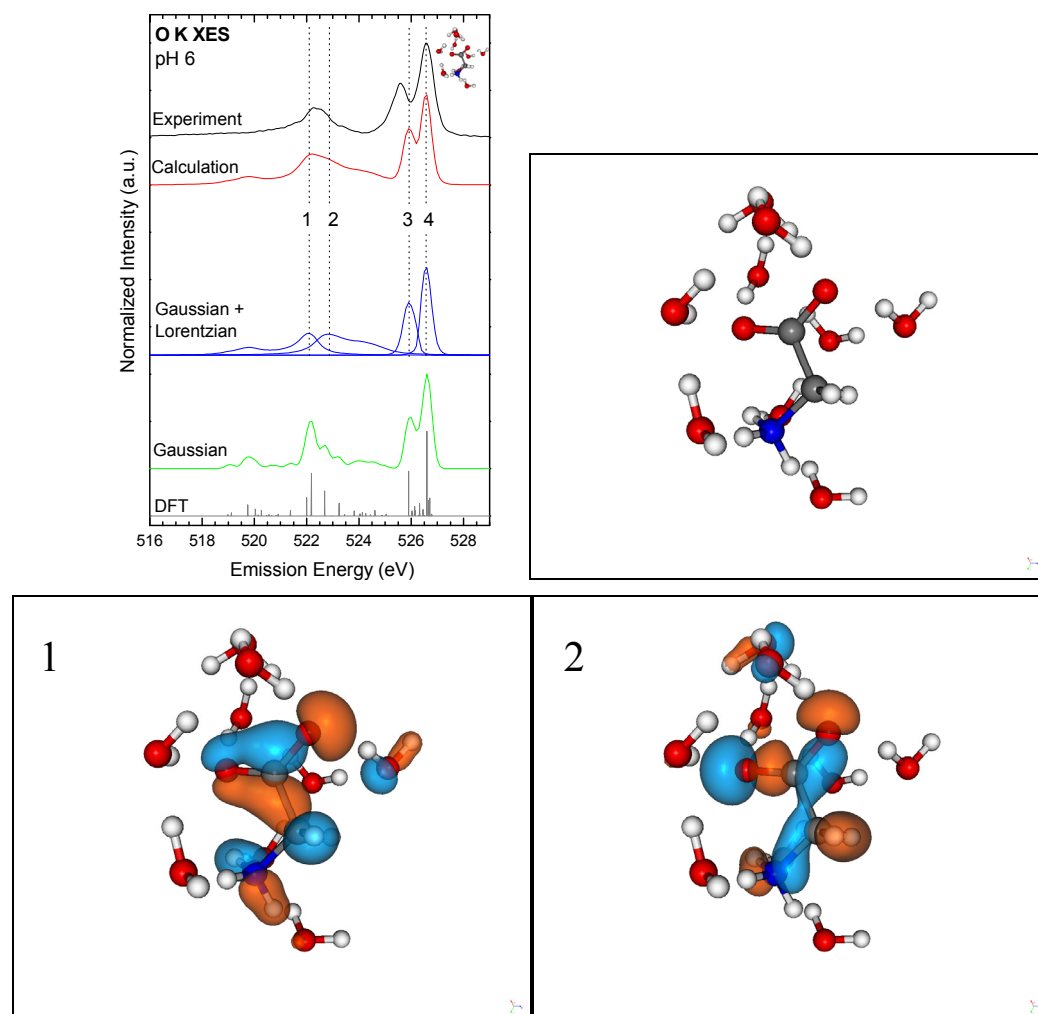 O K XES
pH 6
Experiment
Calculation
1 2 3 4
Gaussian +
Lorentzian
Gaussian
DFT
516 518 520 522 524 526 528
Emission Energy (eV)
Normalized Intensity (a.u.)
1
2